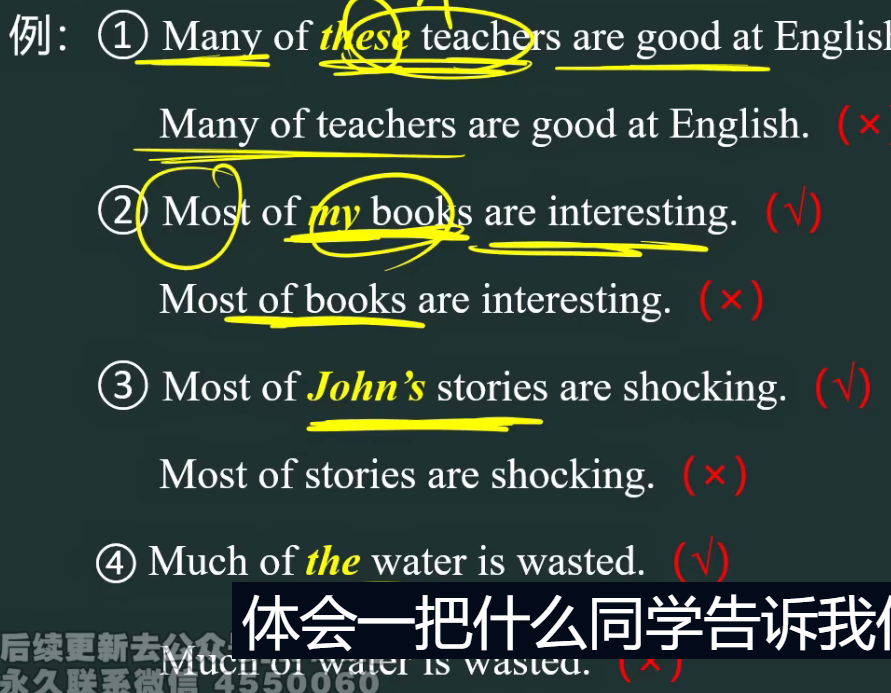 例：① Many of these teachers are good at English
Many of teachers are good at English. (×
② Most of my books are interesting. (√)
Most of books are interesting. (×)
③ Most of John's stories are shocking. (√)
Most of stories are shocking. (×)
④ Much of the water is wasted. (√)
体会一把什么同学告诉我们
后续更新去公众
Much of water is wasted. (×)
永久联系微信 4550060